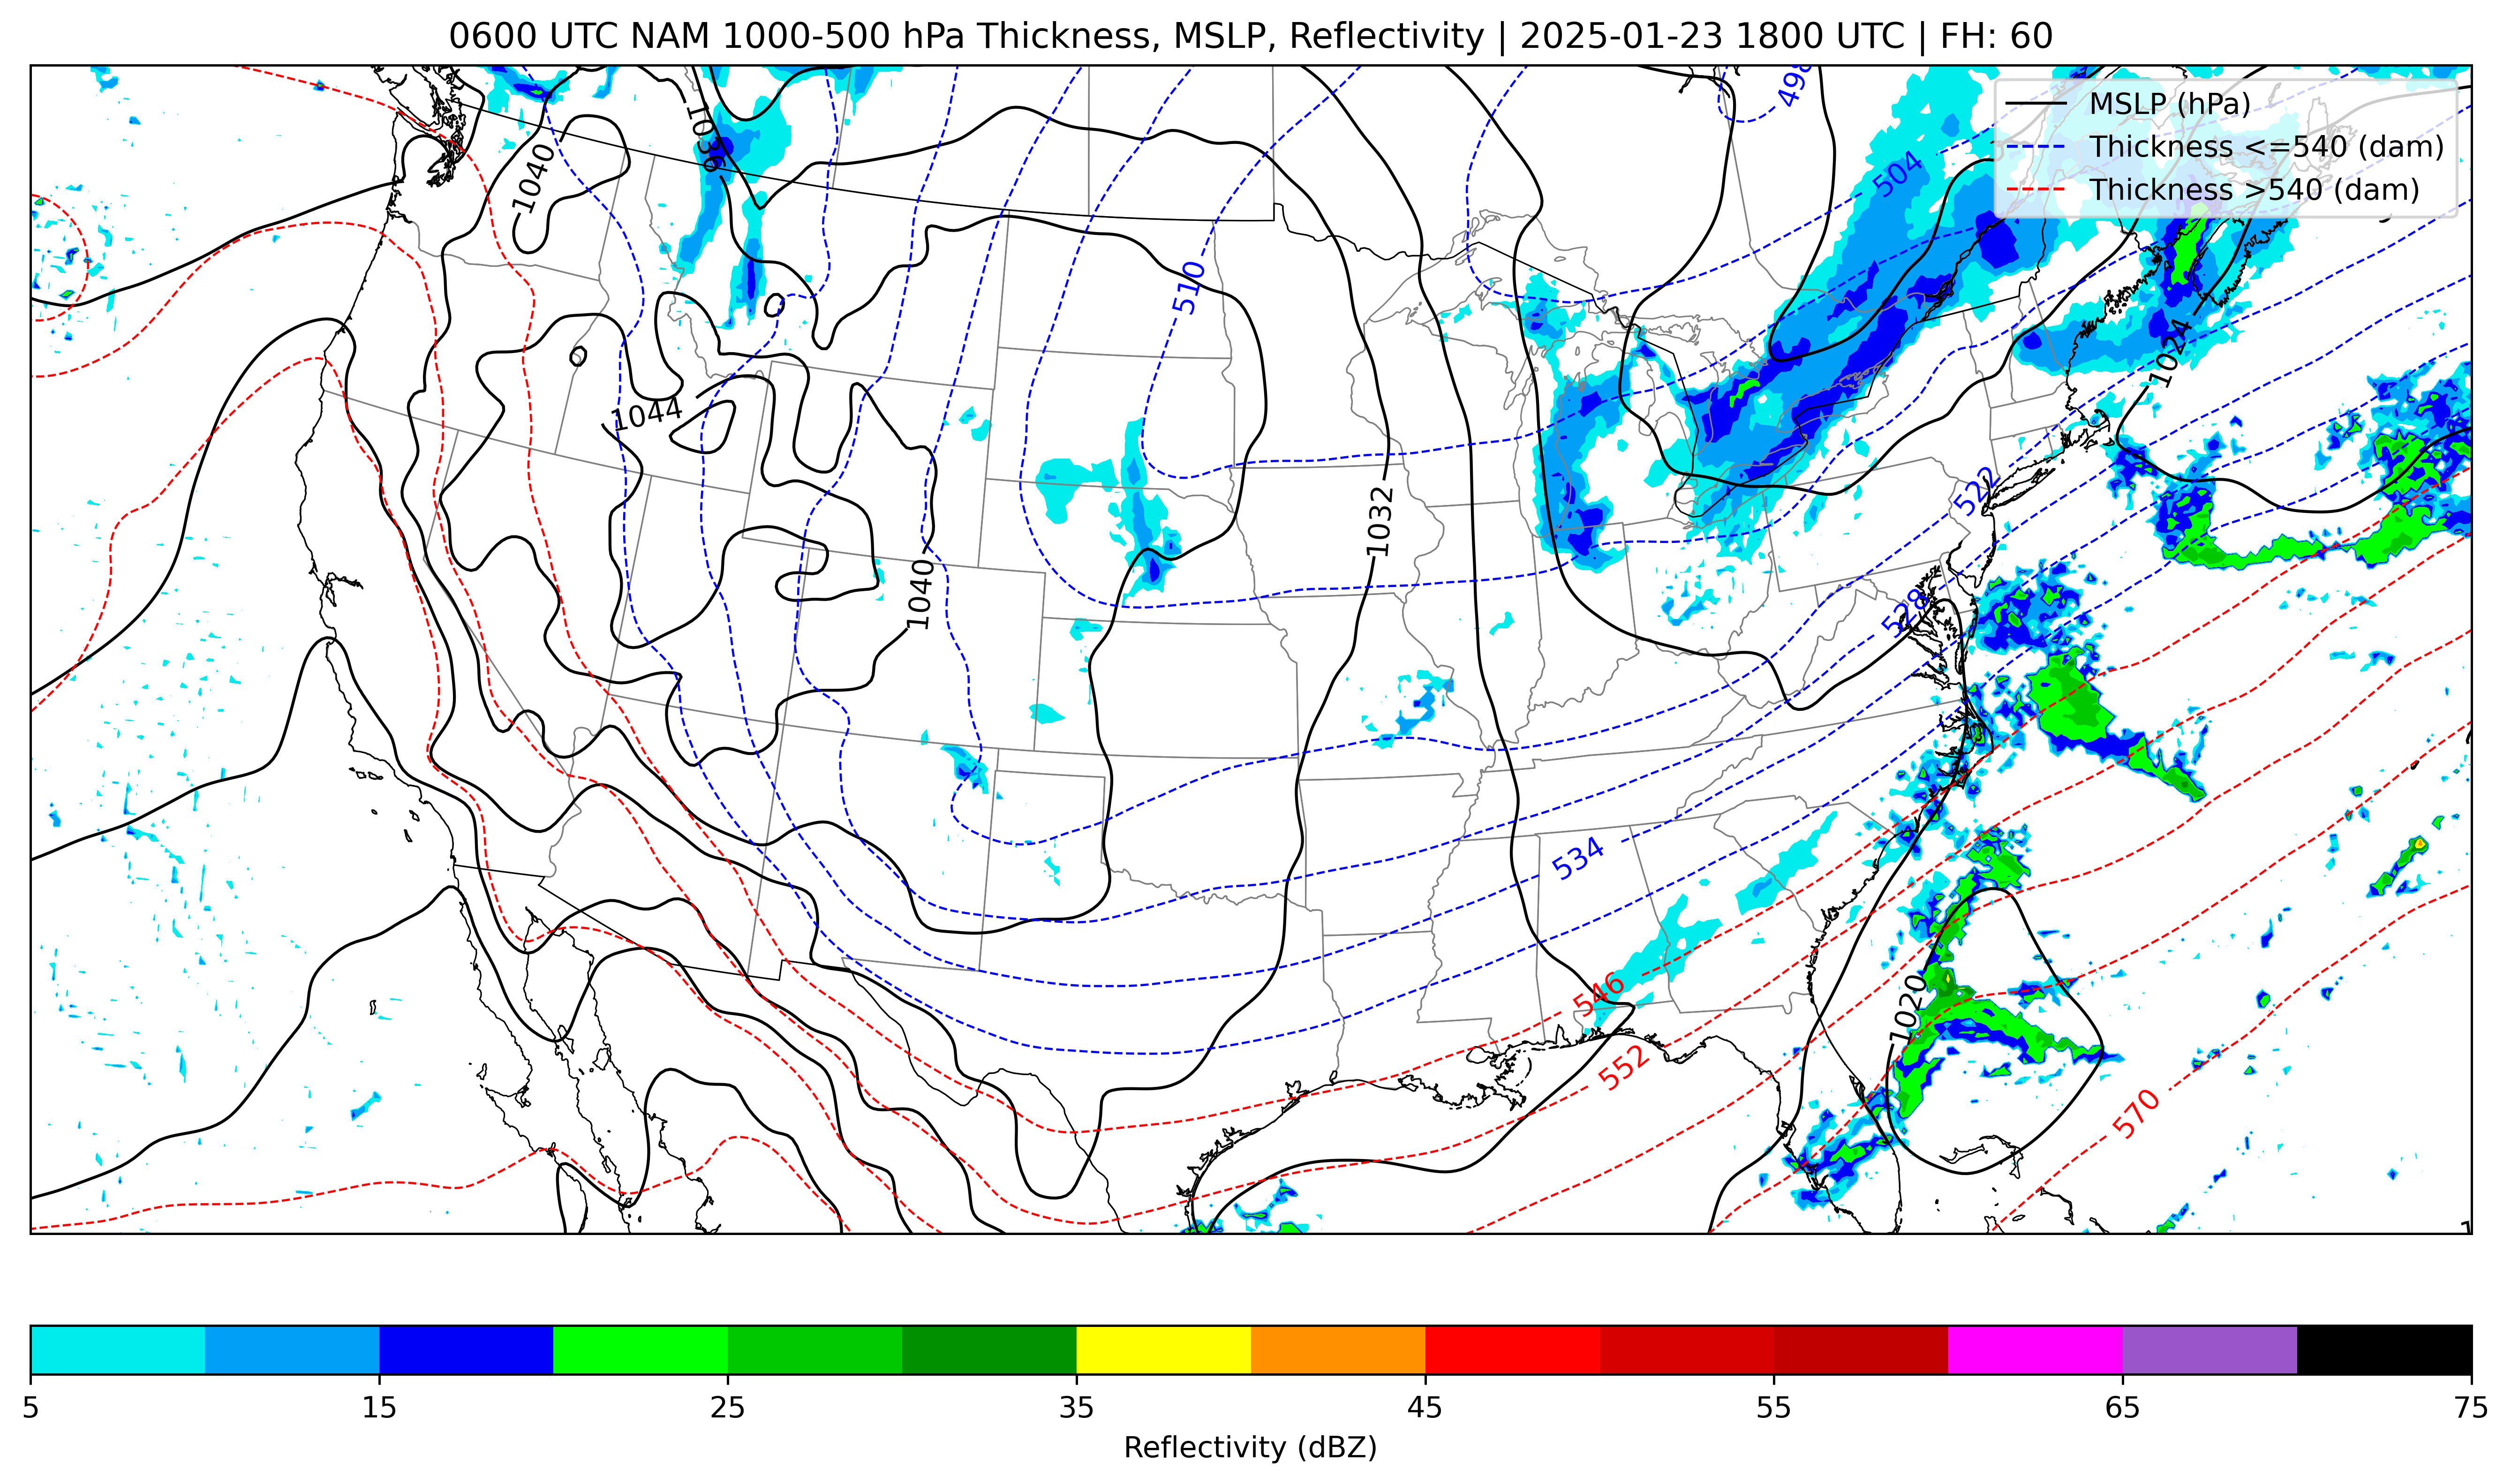 0600 UTC NAM 1000-500 hPa Thickness, MSLP, Reflectivity | 2025-01-23 1800 UTC | FH: 60
MSLP (hPa)
Thickness <=540 (dam)
Thickness >540 (dam)
498
1036
1040
504
510
1024
1044
522
1032
1040
528
534
546
1020
552
570
5 15 25 35 45 55 65 75
Reflectivity (dBZ)